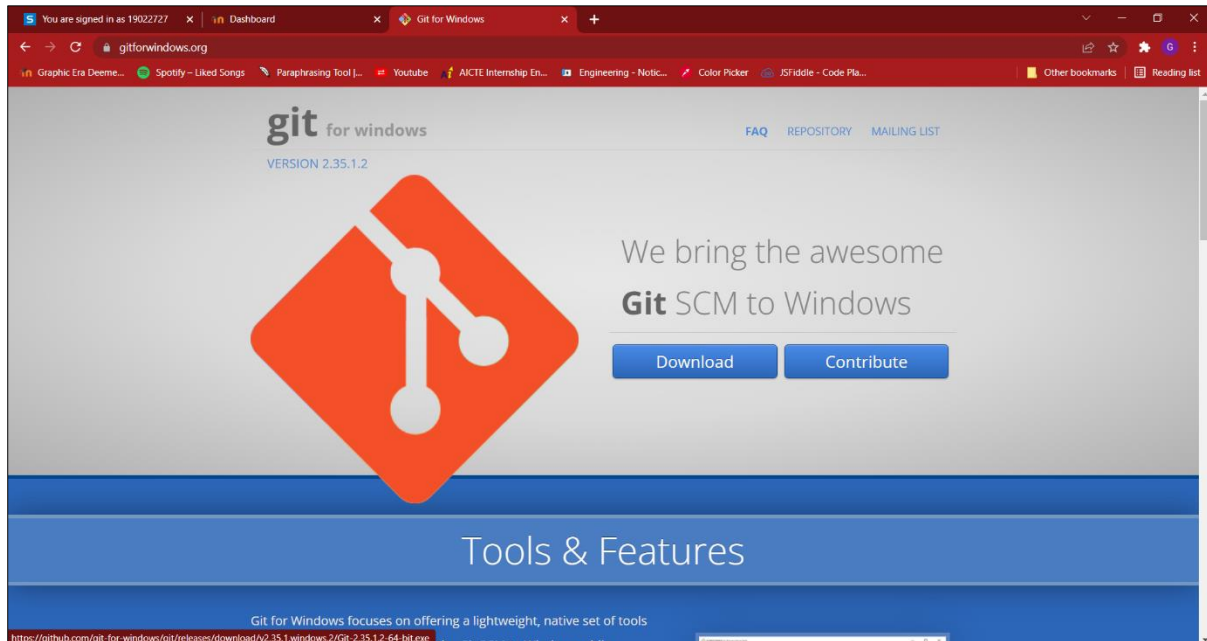 You are signed in as 19022727
Dashboard
Git for Windows
gitforwindows.org
G
Graphic Era Deeme...
Spotify – Liked Songs
Paraphrasing Tool |...
Youtube
AICTE Internship En...
Engineering - Notic...
Color Picker
JSFiddle - Code Pla...
Other bookmarks
Reading list
git for windows
FAQ REPOSITORY MAILING LIST
VERSION 2.35.1.2
We bring the awesome
Git SCM to Windows
Download
Contribute
Tools & Features
Git for Windows focuses on offering a lightweight, native set of tools
https://github.com/git-for-windows/git/releases/download/v2.35.1.windows.2/Git-2.35.1.2-64-bit.exe